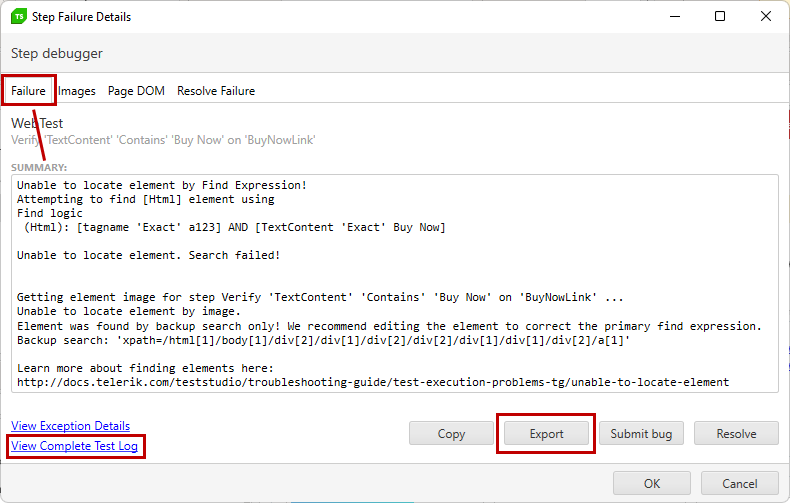 TS Step Failure Details
Step debugger
Failure Images Page DOM Resolve Failure
WebTest
Verify 'TextContent' 'Contains' 'Buy Now' on 'BuyNowLink'
SUMMARY:
Unable to locate element by Find Expression!
Attempting to find [Html] element using
Find logic
(Html): [tagname 'Exact' a123] AND [TextContent 'Exact' Buy Now]
Unable to locate element. Search failed!
Getting element image for step Verify 'TextContent' 'Contains' 'Buy Now' on 'BuyNowLink' ...
Unable to locate element by image.
Element was found by backup search only! We recommend editing the element to correct the primary find expression.
Backup search: 'xpath=/html[1]/body[1]/div[2]/div[1]/div[2]/div[2]/div[1]/div[1]/div[2]/a[1]'
Learn more about finding elements here:
http://docs.telerik.com/teststudio/troubleshooting-guide/test-execution-problems-tg/unable-to-locate-element
View Exception Details
View Complete Test Log
Copy Export Submit bug Resolve
OK Cancel